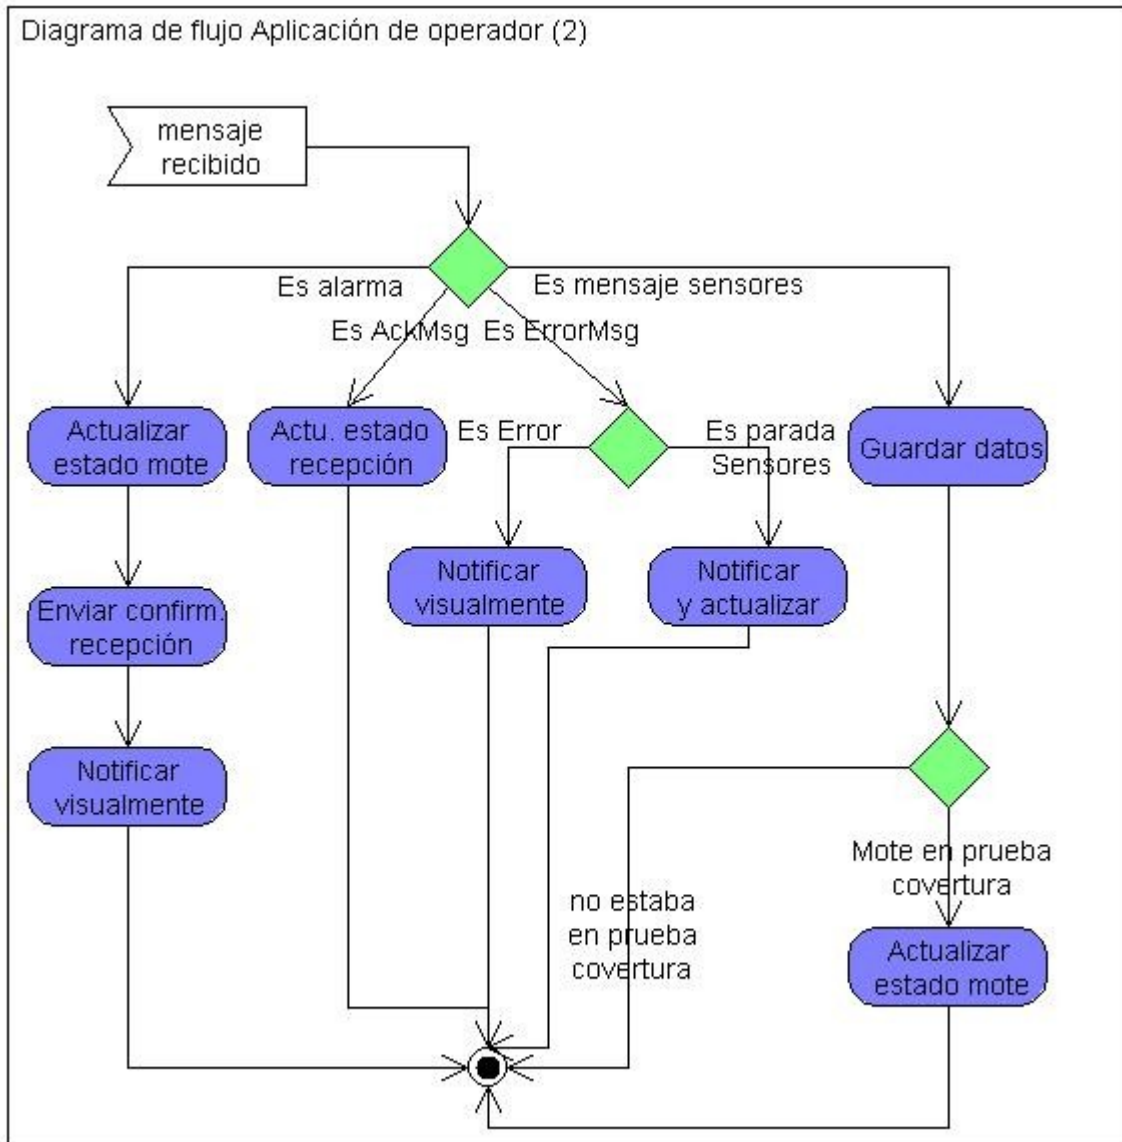 Diagrama de flujo Aplicación de operador (2)
mensaje
recibido
Es alarma
Es mensaje sensores
Es AckMsg
Es ErrorMsg
Actualizar
estado mote
Actu. estado
recepción
Es Error
Es parada
Sensores
Guardar datos
Notificar
visualmente
Notificar
y actualizar
Enviar confirm.
recepción
Notificar
visualmente
Mote en prueba
covertura
no estaba
en prueba
covertura
Actualizar
estado mote